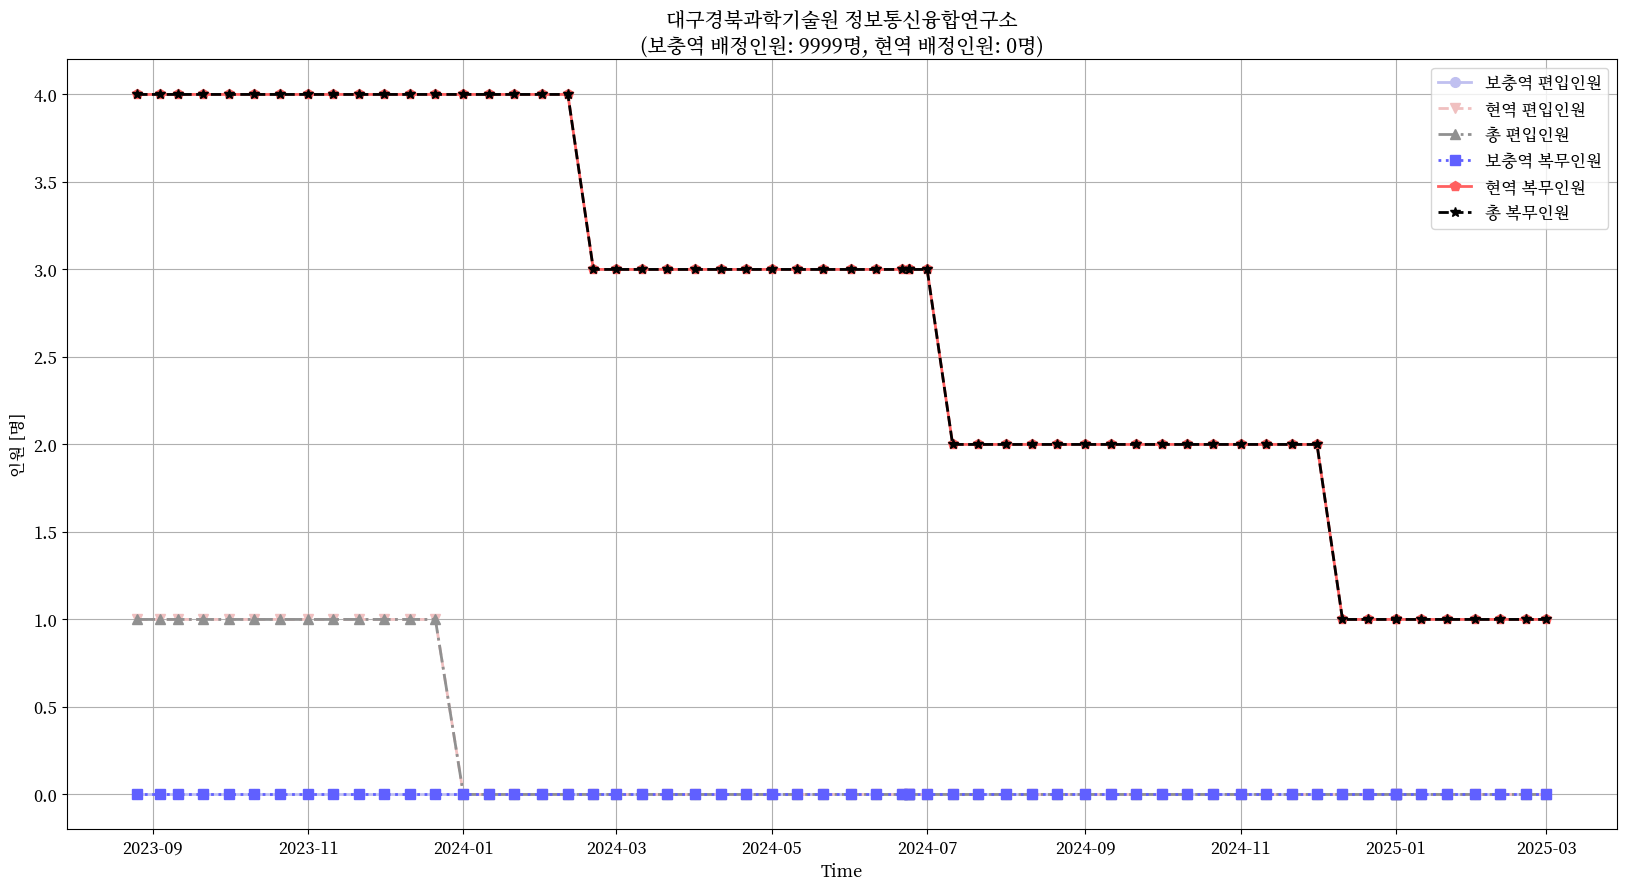 대구경북과학기술원 정보통신융합연구소
(보충역 배정인원: 9999명, 현역 배정인원: 0명)
보충역 편입인원
현역 편입인원
총 편입인원
보충역 복무인원
현역 복무인원
총 복무인원
인원 [명]
4.0
3.5
3.0
2.5
2.0
1.5
1.0
0.5
0.0
2023-09
2023-11
2024-01
2024-03
2024-05
2024-07
2024-09
2024-11
2025-01
2025-03
Time